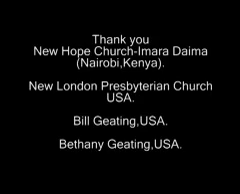 Thank you
New Hope Church-Imara Daima
(Nairobi,Kenya).
New London Presbyterian Church
USA.
Bill Geating,USA.
Bethany Geating,USA.